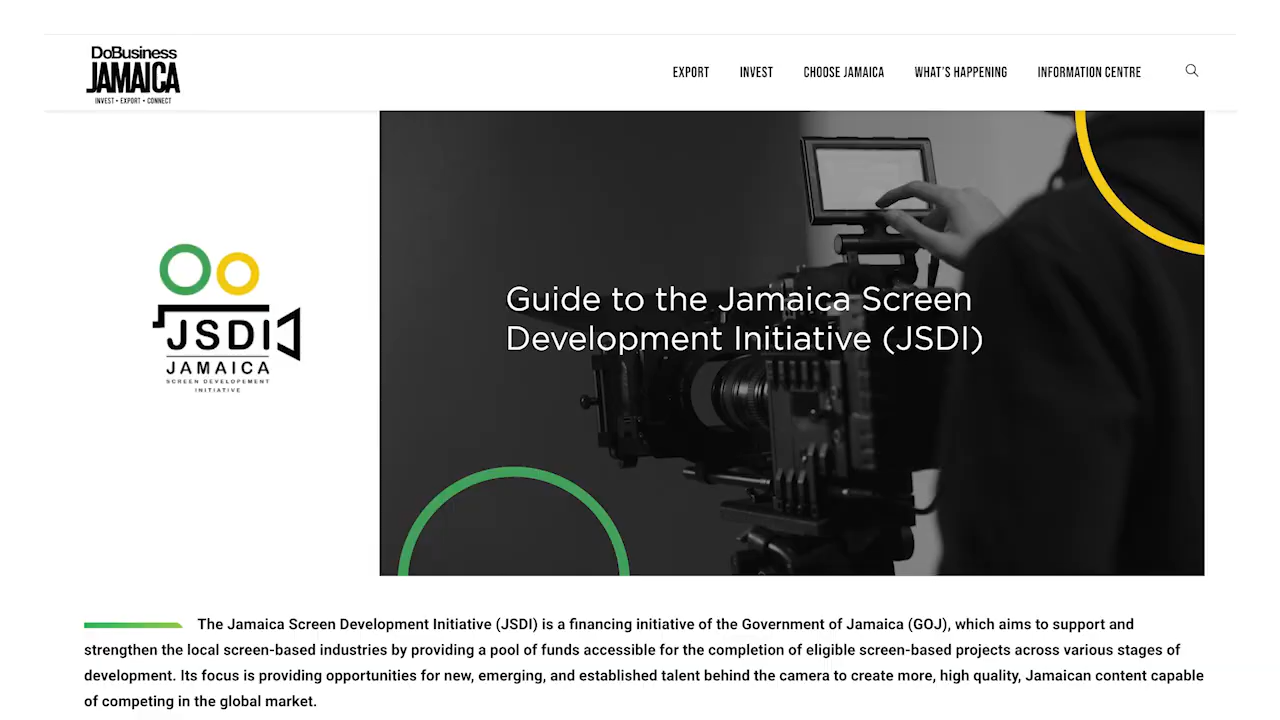 DoBusiness
JAMAICA
INVEST • EXPORT • CONNECT
EXPORT INVEST CHOOSE JAMAICA WHAT'S HAPPENING INFORMATION CENTRE
JSDI
JAMAICA
SCREEN DEVELOPEMENT
INITIATIVE
Guide to the Jamaica Screen
Development Initiative (JSDI)
The Jamaica Screen Development Initiative (JSDI) is a financing initiative of the Government of Jamaica (GOJ), which aims to support and
strengthen the local screen-based industries by providing a pool of funds accessible for the completion of eligible screen-based projects across various stages of
development. Its focus is providing opportunities for new, emerging, and established talent behind the camera to create more, high quality, Jamaican content capable
of competing in the global market.